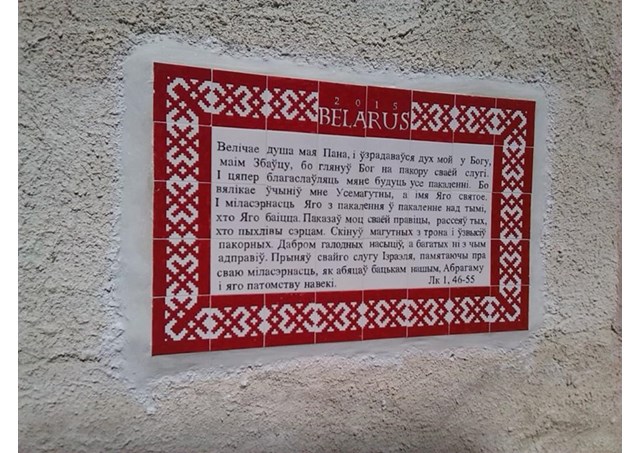 2015
BELARUS
Велічае душа мая Пана, і ўзрадаваўся дух мой у Богу,
маім Збаўцу, бо глянуў Бог на пакору сваёй слугі.
І цяпер благаслаўляць мяне будуць усе пакаленні. Бо
вялікае ўчыніў мне Усемагутны, а імя Яго святое.
І міласэрнасць Яго з пакалення ў пакаленне над тымі,
хто Яго баіцца. Паказаў моц сваёй правіцы, рассеяў тых,
хто пыхлівы сэрцам. Скінуў магутных з трона і ўзвысіў
пакорных. Дабром галодных насыціў, а багатых ні з чым
адправіў. Прыняў свайго слугу Ізраэля, памятаючы пра
сваю міласэрнасць, як абяцаў бацькам нашым, Абрагаму
і яго патомству навекі. Лк 1, 46-55